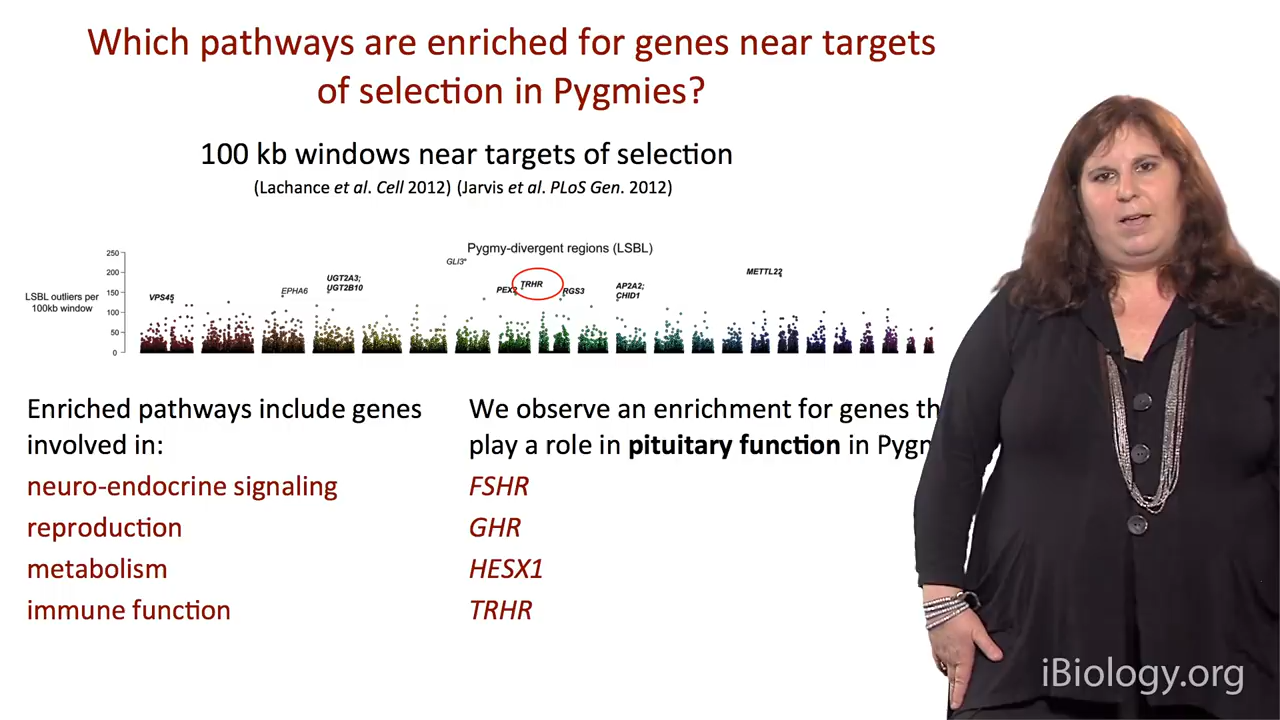 Which pathways are enriched for genes near targets
of selection in Pygmies?
100 kb windows near targets of selection
(Lachance et al. Cell 2012) (Jarvis et al. PLoS Gen. 2012)
Pygmy-divergent regions (LSBL)
LSBL outliers per
100kb window
250
200
150
100
50
0
VPS45
EPHA6
UGT2A3;
UGT2B10
GLI3*
PEX2
TRHR
RGS3
AP2A2;
CHID1
METTL22
Enriched pathways include genes
involved in:
neuro-endocrine signaling
reproduction
metabolism
immune function
We observe an enrichment for genes th
play a role in pituitary function in Pygm
FSHR
GHR
HESX1
TRHR
iBiology.org